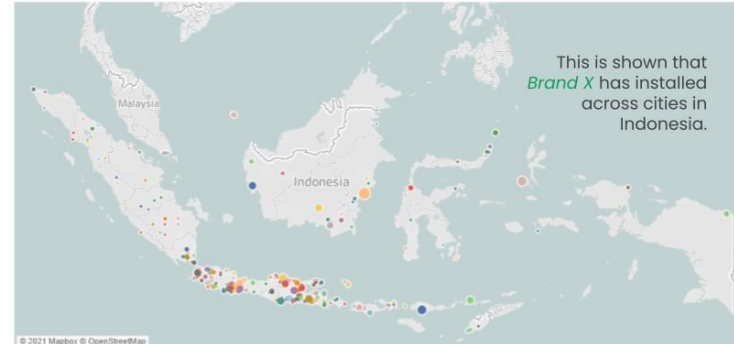 This is shown that
Brand X has installed
across cities in
Indonesia.
Malaysia
Indonesia
© 2021 Mapbox © OpenStreetMap